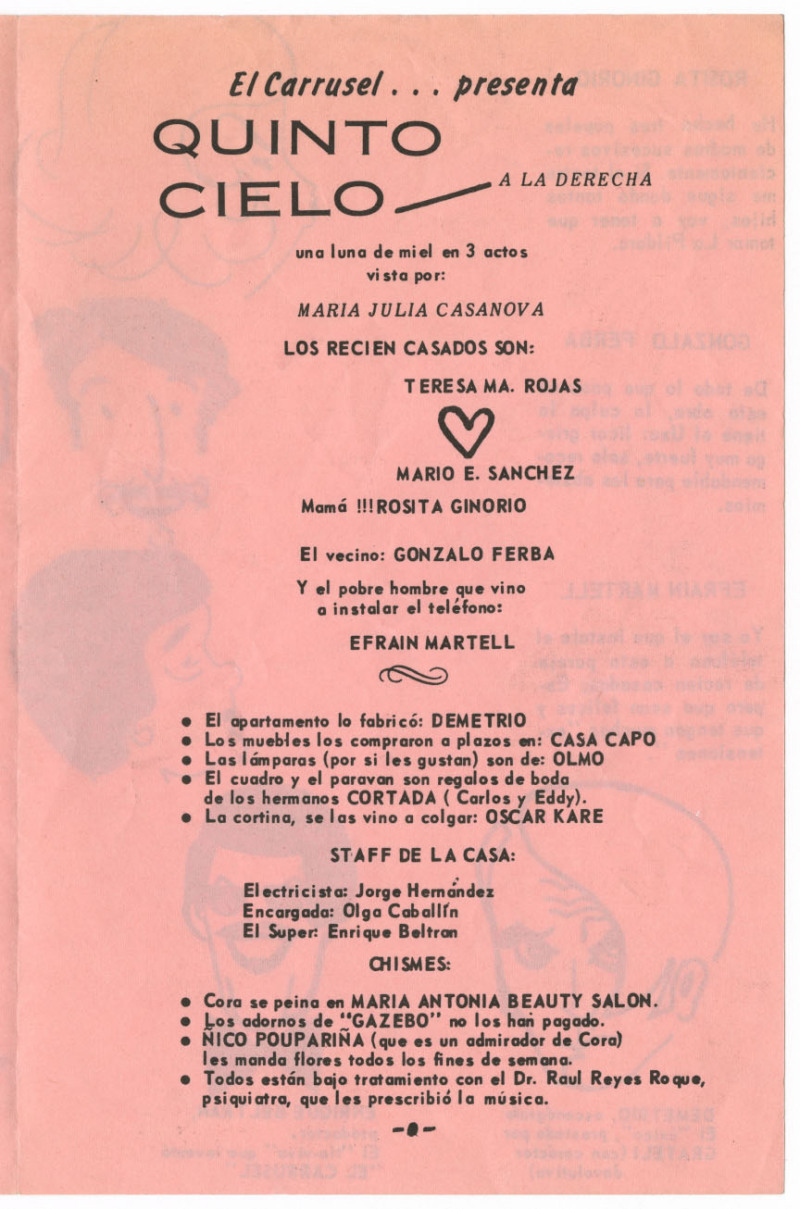 El Carrusel . . . presenta
QUINTO
CIELO — A LA DERECHA
una luna de miel en 3 actos
vista por:
MARIA JULIA CASANOVA
LOS RECIEN CASADOS SON:
TERESA MA. ROJAS
MARIO E. SANCHEZ
Mamá !!! ROSITA GINORIO
El vecino: GONZALO FERBA
Y el pobre hombre que vino
a instalar el teléfono:
EFRAIN MARTELL
● El apartamento lo fabricó: DEMETRIO
● Los muebles los compraron a plazos en: CASA CAPO
● Las lámparas (por si les gustan) son de: OLMO
● El cuadro y el paravan son regalos de boda
de los hermanos CORTADA ( Carlos y Eddy).
● La cortina, se las vino a colgar: OSCAR KARE
STAFF DE LA CASA:
Electricista: Jorge Hernández
Encargada: Olga Caballín
El Super: Enrique Beltran
CHISMES:
● Cora se peina en MARIA ANTONIA BEAUTY SALON.
● Los adornos de "GAZEBO" no los han pagado.
● ÑICO POUPARIÑA (que es un admirador de Cora)
les manda flores todos los fines de semana.
● Todos están bajo tratamiento con el Dr. Raul Reyes Roque,
psiquiatra, que les prescribió la música.